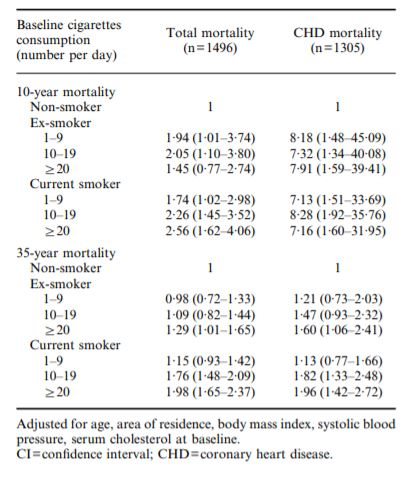 Baseline cigarettes consumption (number per day) Total mortality (n=1496) CHD mortality (n=1305)
10-year mortality
Non-smoker 1 1
Ex-smoker
1–9 1·94 (1·01–3·74) 8·18 (1·48–45·09)
10–19 2·05 (1·10–3·80) 7·32 (1·34–40·08)
≥20 1·45 (0·77–2·74) 7·91 (1·59–39·41)
Current smoker
1–9 1·74 (1·02–2·98) 7·13 (1·51–33·69)
10–19 2·26 (1·45–3·52) 8·28 (1·92–35·76)
≥20 2·56 (1·62–4·06) 7·16 (1·60–31·95)
35-year mortality
Non-smoker 1 1
Ex-smoker
1–9 0·98 (0·72–1·33) 1·21 (0·73–2·03)
10–19 1·09 (0·82–1·44) 1·47 (0·93–2·32)
≥20 1·29 (1·01–1·65) 1·60 (1·06–2·41)
Current smoker
1–9 1·15 (0·93–1·42) 1·13 (0·77–1·66)
10–19 1·76 (1·48–2·09) 1·82 (1·33–2·48)
≥20 1·98 (1·65–2·37) 1·96 (1·42–2·72)
Adjusted for age, area of residence, body mass index, systolic blood
pressure, serum cholesterol at baseline.
CI=confidence interval; CHD=coronary heart disease.